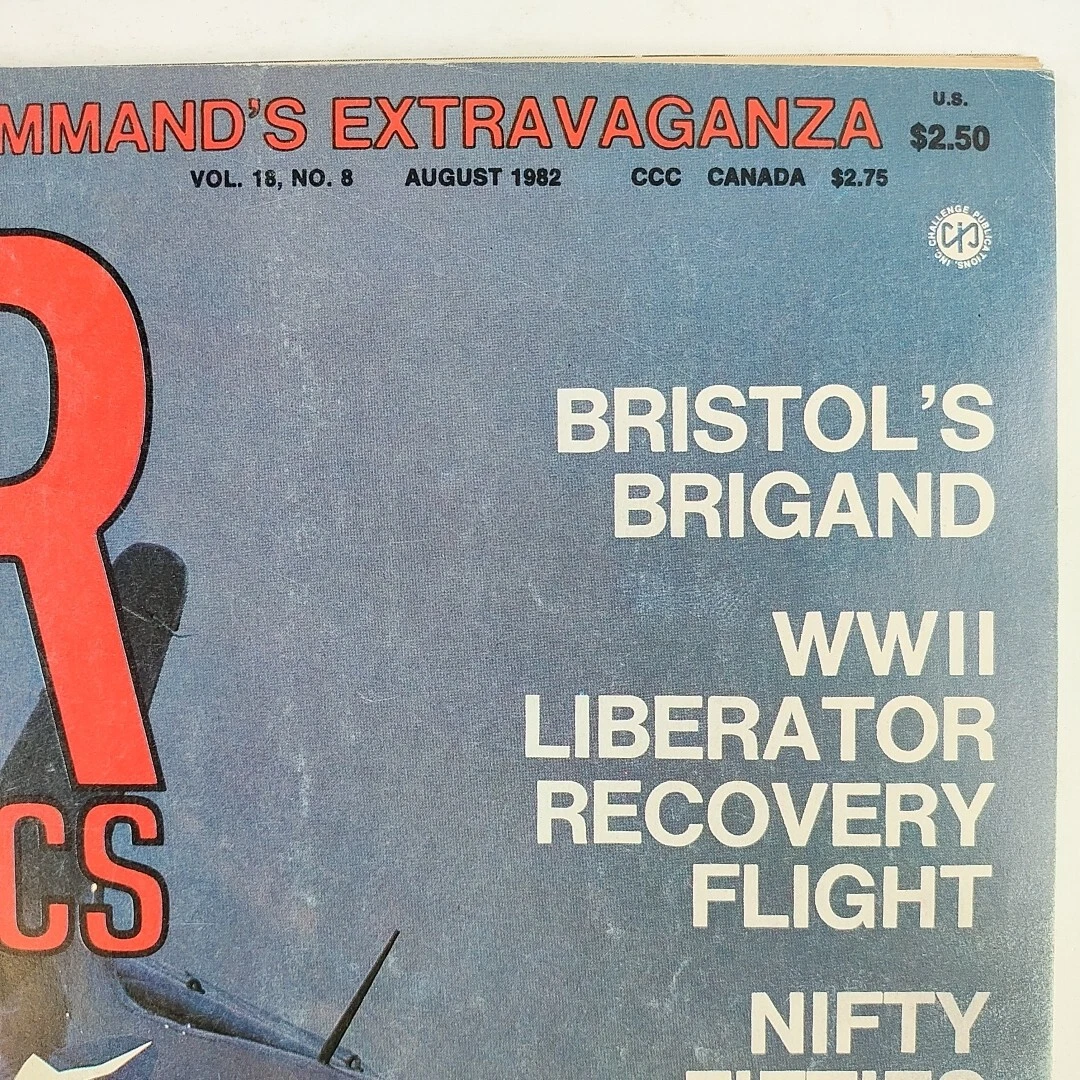 MMAND'S EXTRAVAGANZA
U.S.
$2.50
VOL. 18, NO. 8 AUGUST 1982 CCC CANADA $2.75
CHALLENGE PUBLICATIONS, INC.
R
CS
BRISTOL'S
BRIGAND
WWII
LIBERATOR
RECOVERY
FLIGHT
NIFTY
FIFTIES